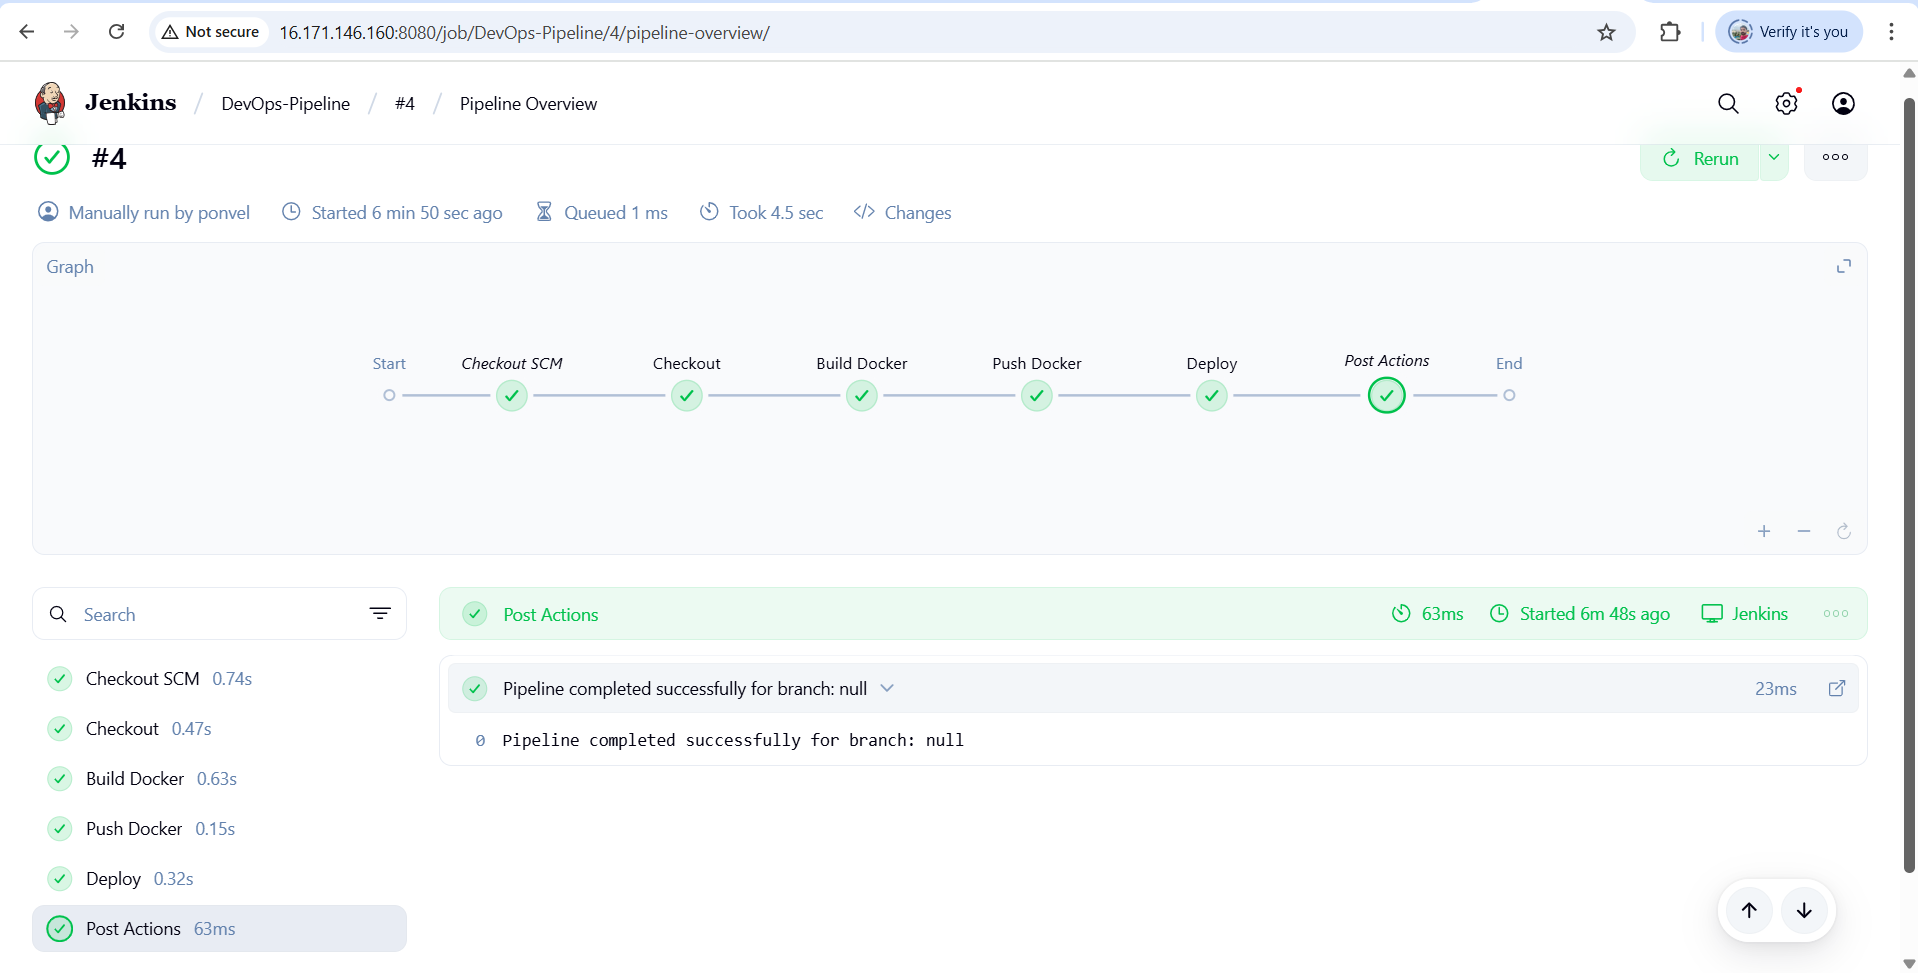 Not secure 16.171.146.160:8080/job/DevOps-Pipeline/4/pipeline-overview/ Verify it's you
Jenkins / DevOps-Pipeline / #4 / Pipeline Overview
#4 Rerun
Manually run by ponvel Started 6 min 50 sec ago Queued 1 ms Took 4.5 sec Changes
Graph
Start Checkout SCM Checkout Build Docker Push Docker Deploy Post Actions End
Search
Post Actions 63ms Started 6m 48s ago Jenkins
Checkout SCM 0.74s
Checkout 0.47s
Build Docker 0.63s
Push Docker 0.15s
Deploy 0.32s
Post Actions 63ms
Pipeline completed successfully for branch: null 23ms
0 Pipeline completed successfully for branch: null